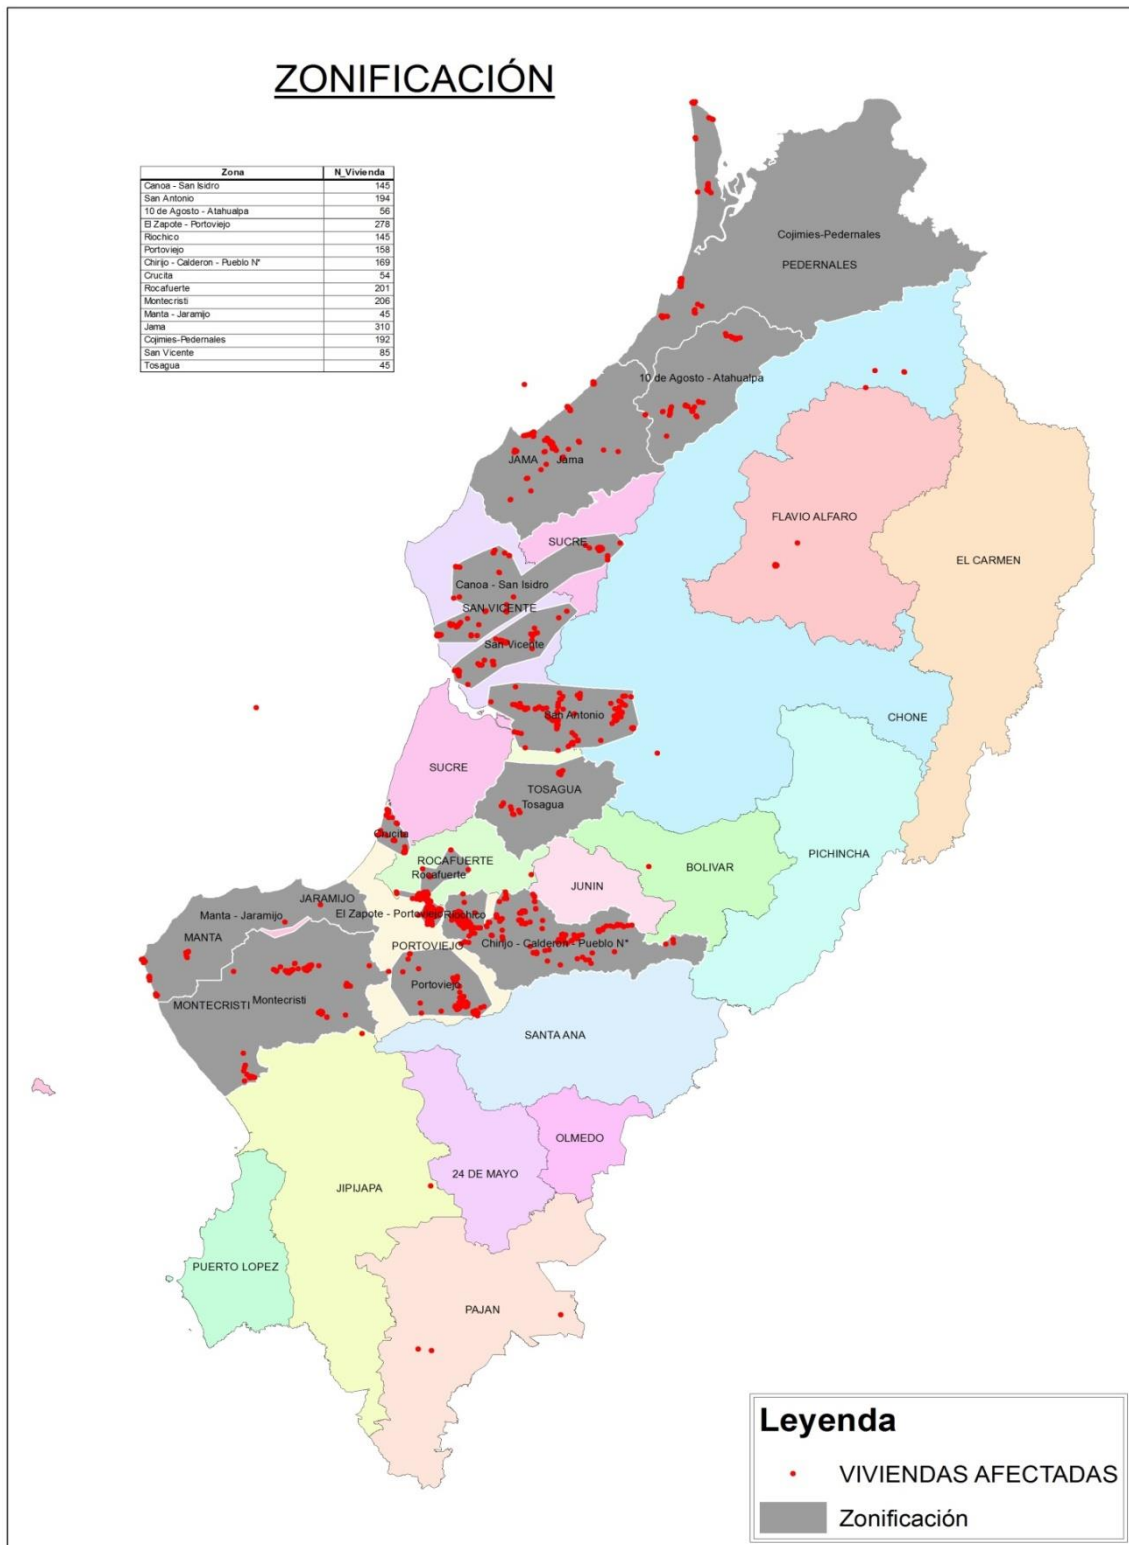 ZONIFICACIÓN
Zona N_Vivienda
Canoa - San Isidro 145
San Antonio 194
10 de Agosto - Atahualpa 56
El Zapote - Portoviejo 278
Riochico 145
Portoviejo 158
Chirijo - Calderon - Pueblo N* 169
Crucita 54
Rocafuerte 201
Montecristi 206
Manta - Jaramijo 45
Jama 310
Cojimies-Pedernales 192
San Vicente 85
Tosagua 45
Cojimies-Pedernales
PEDERNALES
10 de Agosto - Atahualpa
JAMA Jama
FLAVIO ALFARO
SUCRE
EL CARMEN
Canoa - San Isidro
SAN VICENTE
San Vicente
San Antonio
CHONE
SUCRE
TOSAGUA
Tosagua
Crucita
PICHINCHA
ROCAFUERTE
BOLIVAR
Rocafuerte
JUNIN
JARAMIJO
Manta - Jaramijo
El Zapote - Portoviejo
Riochico
MANTA
PORTOVIEJO
Chirijo - Calderon - Pueblo N*
Portoviejo
MONTECRISTI
Montecristi
SANTA ANA
OLMEDO
24 DE MAYO
JIPIJAPA
PUERTO LOPEZ
PAJAN
Leyenda
VIVIENDAS AFECTADAS
Zonificación